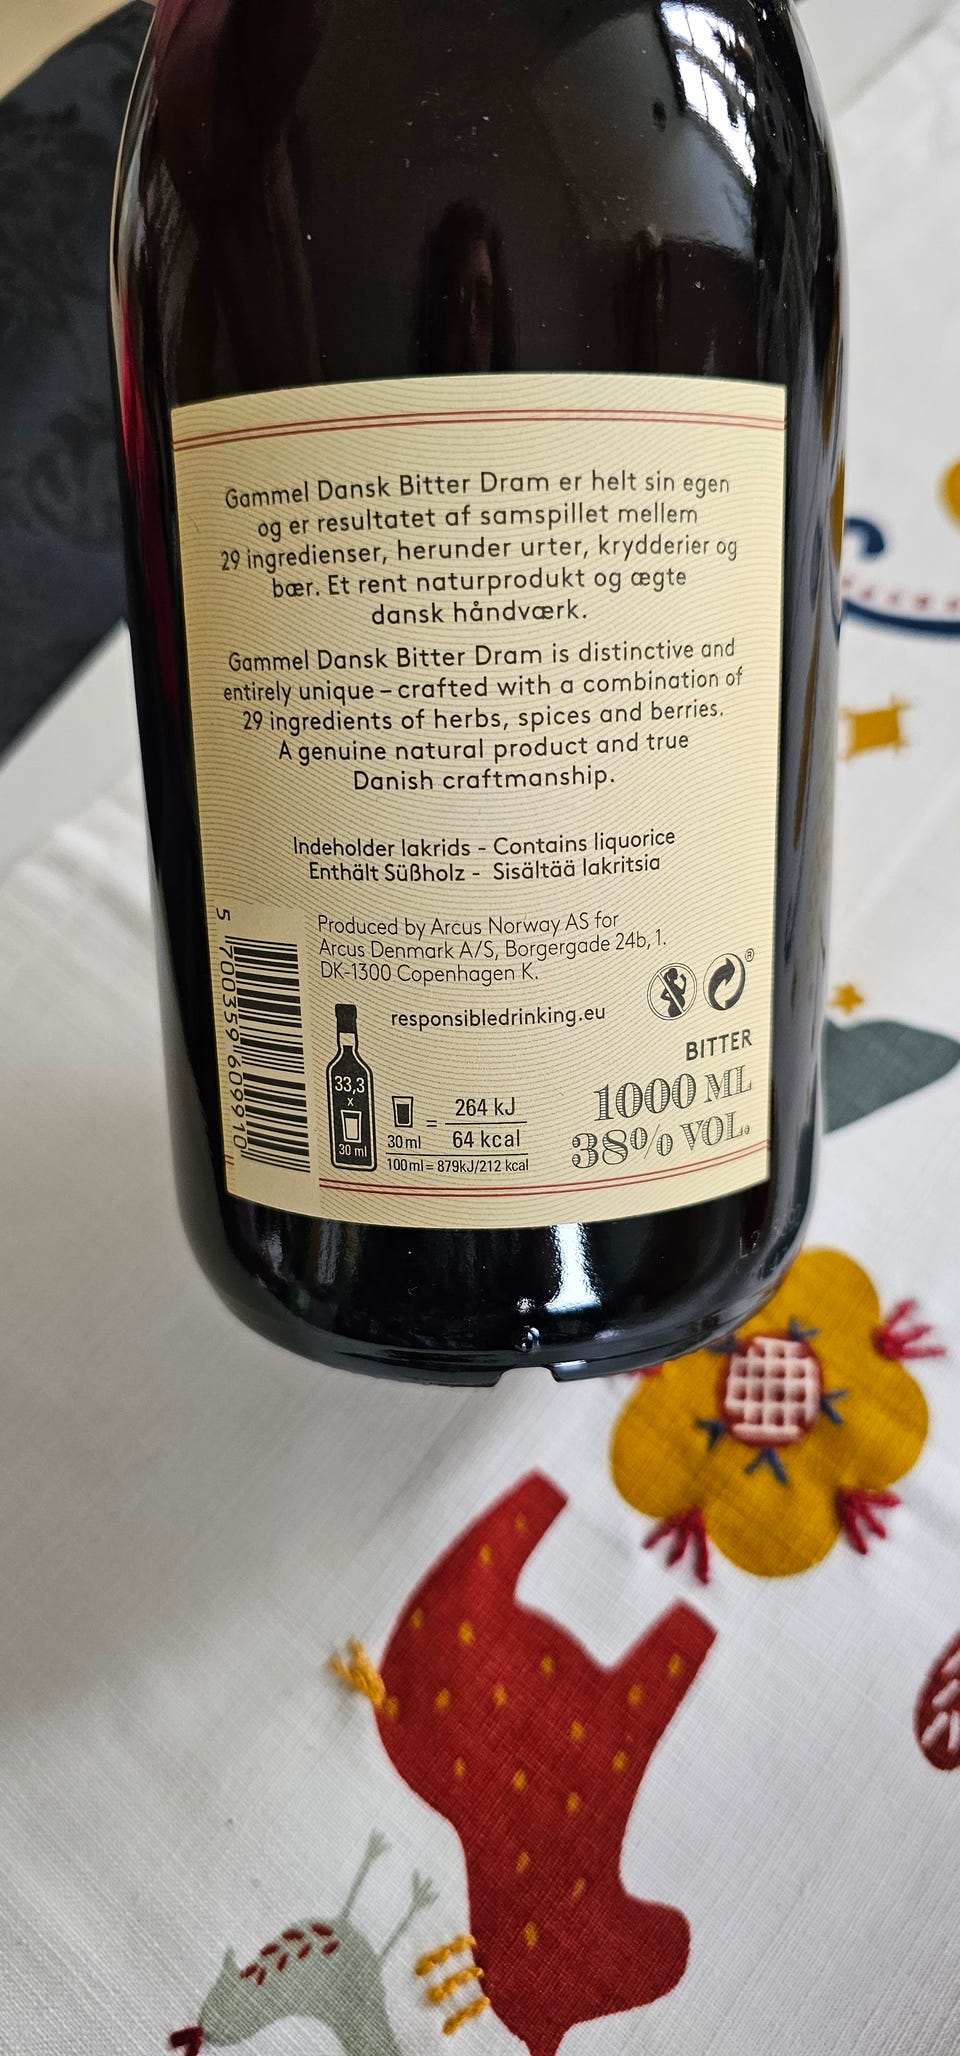 Gammel Dansk Bitter Dram er helt sin egen
og er resultatet af samspillet mellem
29 ingredienser, herunder urter, krydderier og
bær. Et rent naturprodukt og ægte
dansk håndværk.
Gammel Dansk Bitter Dram is distinctive and
entirely unique – crafted with a combination of
29 ingredients of herbs, spices and berries.
A genuine natural product and true
Danish craftmanship.
Indeholder lakrids - Contains liquorice
Enthält Süßholz - Sisältää lakritsia
Produced by Arcus Norway AS for
Arcus Denmark A/S, Borgergade 24b, 1.
DK-1300 Copenhagen K.
responsibledrinking.eu
®
5 700359 609910
33,3
x
30 ml
30 ml = 264 kJ
64 kcal
100 ml = 879kJ/212 kcal
BITTER
1000 ML
38% VOL.